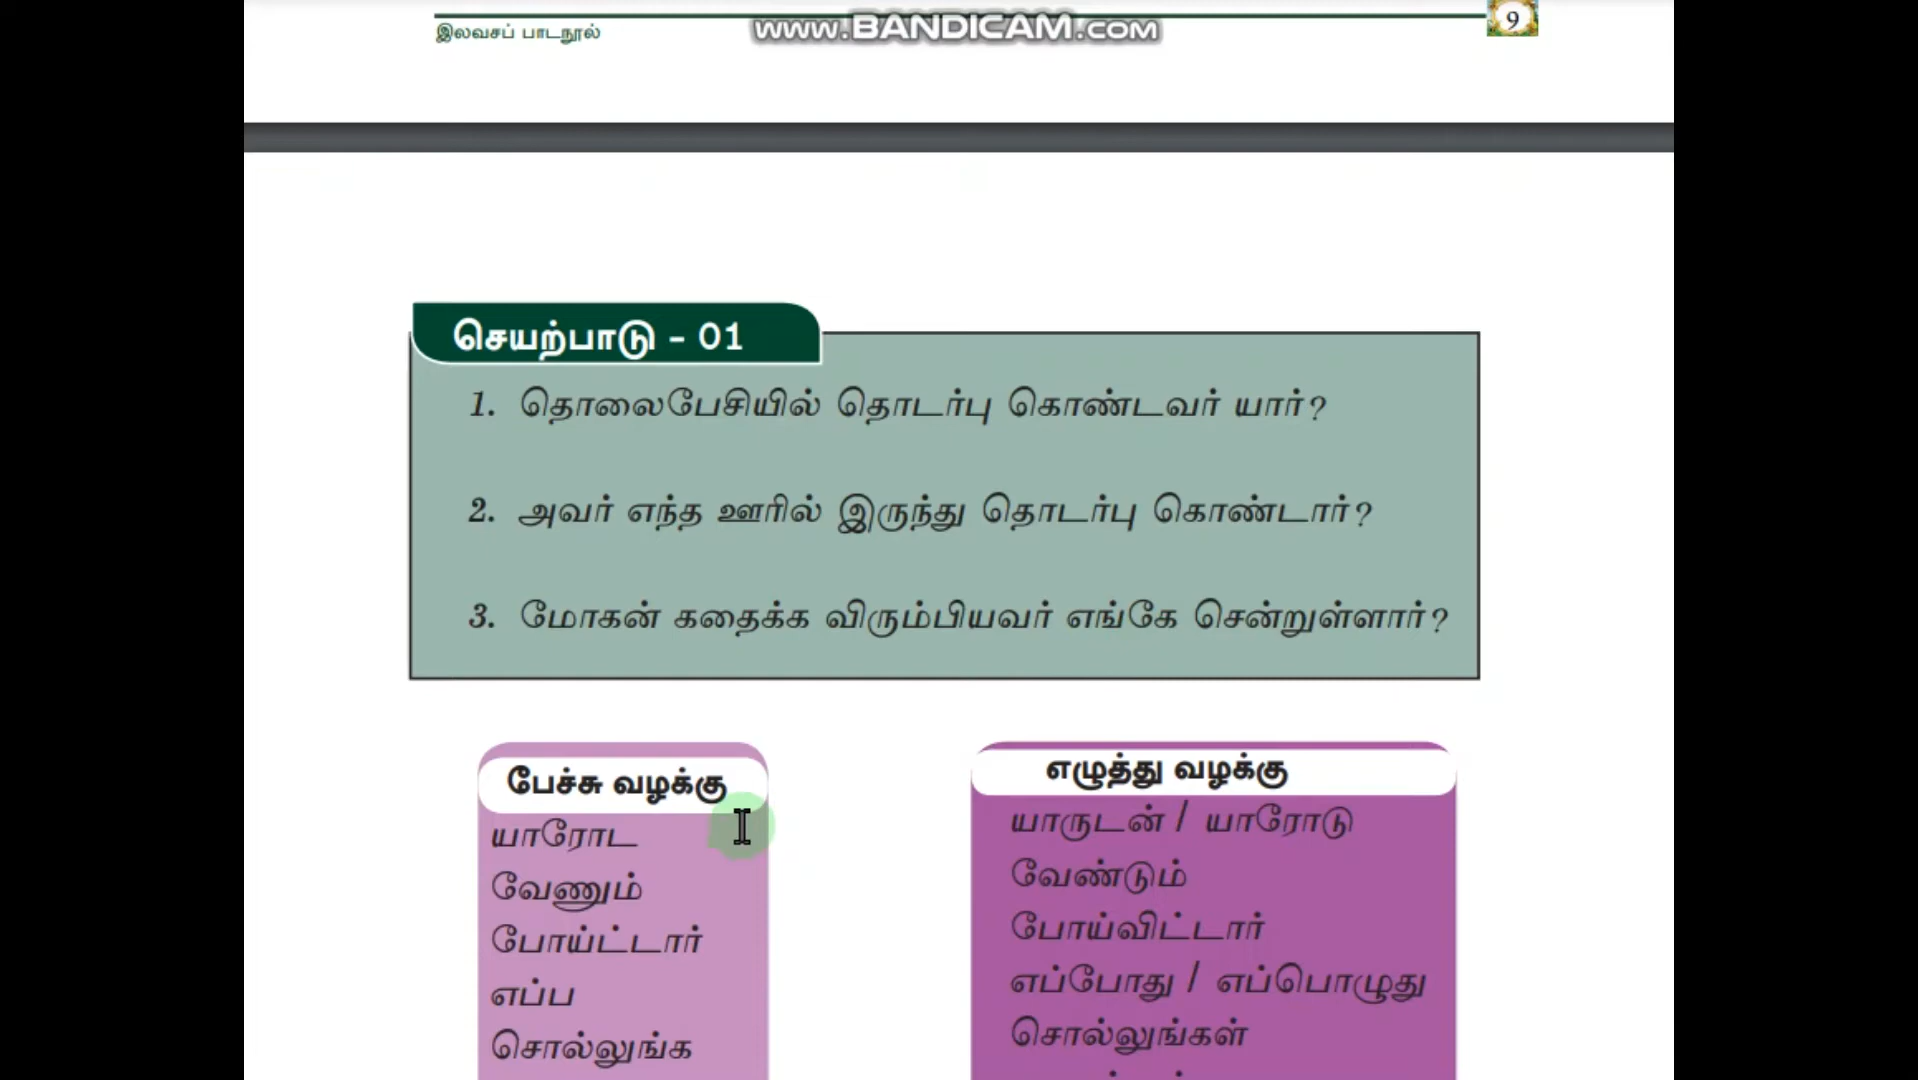 இலவசப் பாடநூல்
www.BANDICAM.com
9
செயற்பாடு - 01
1. தொலைபேசியில் தொடர்பு கொண்டவர் யார்?
2. அவர் எந்த ஊரில் இருந்து தொடர்பு கொண்டார்?
3. மோகன் கதைக்க விரும்பியவர் எங்கே சென்றுள்ளார்?
பேச்சு வழக்கு
யாரோட
வேணும்
போய்ட்டார்
எப்ப
சொல்லுங்க
எழுத்து வழக்கு
யாருடன் / யாரோடு
வேண்டும்
போய்விட்டார்
எப்போது / எப்பொழுது
சொல்லுங்கள்